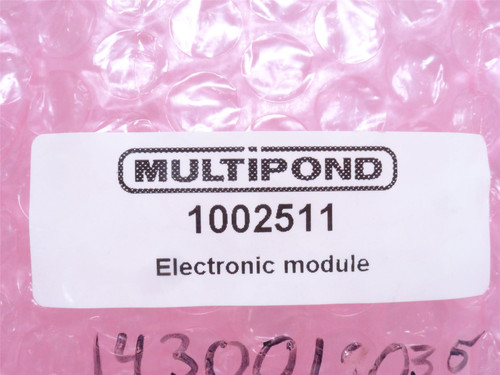 MULTIPOND
1002511
Electronic module